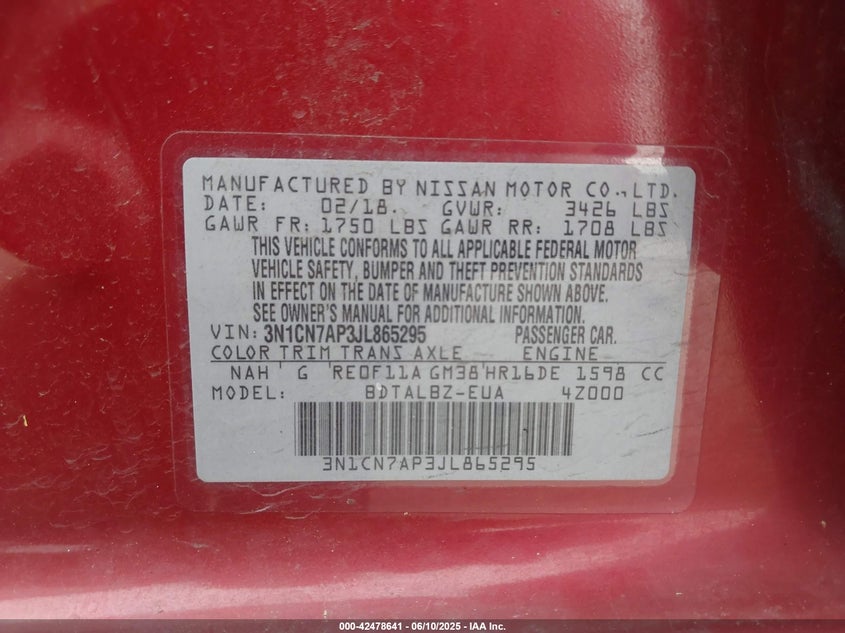 MANUFACTURED BY NISSAN MOTOR CO.,LTD.
DATE: 02/18. GVWR: 3426 LBS
GAWR FR: 1750 LBS GAWR RR: 1708 LBS
THIS VEHICLE CONFORMS TO ALL APPLICABLE FEDERAL MOTOR
VEHICLE SAFETY, BUMPER AND THEFT PREVENTION STANDARDS
IN EFFECT ON THE DATE OF MANUFACTURE SHOWN ABOVE.
SEE OWNER'S MANUAL FOR ADDITIONAL INFORMATION.
VIN: 3N1CN7AP3JL865295 PASSENGER CAR.
COLOR TRIM TRANS AXLE ENGINE
NAH G RE0F11A GM38 HR16DE 1598 CC
MODEL: BDTALBZ-EUA 4Z000
3N1CN7AP3JL865295
000-42478641 - 06/10/2025 - IAA Inc.